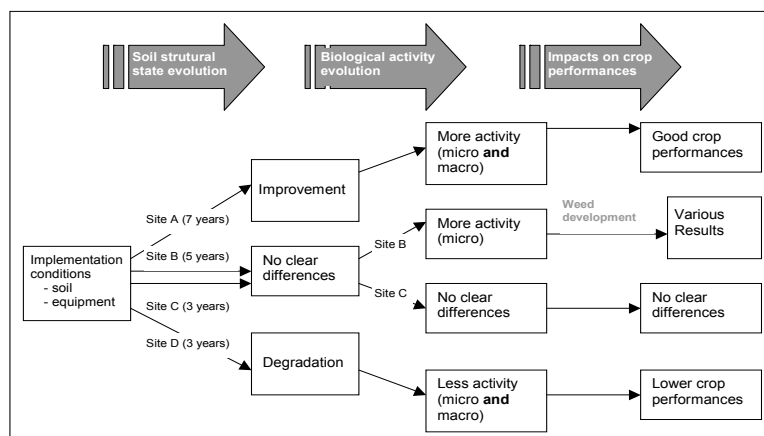 Soil strutural
state evolution
Biological activity
evolution
Impacts on crop
performances
Implementation
conditions
- soil
- equipment
Site A (7 years)
Site B (5 years)
Site C (3 years)
Site D (3 years)
Improvement
No clear
differences
Degradation
Site B
Site C
More activity
(micro and
macro)
More activity
(micro)
No clear
differences
Less activity
(micro and
macro)
Weed
development
Good crop
performances
Various
Results
No clear
differences
Lower crop
performances